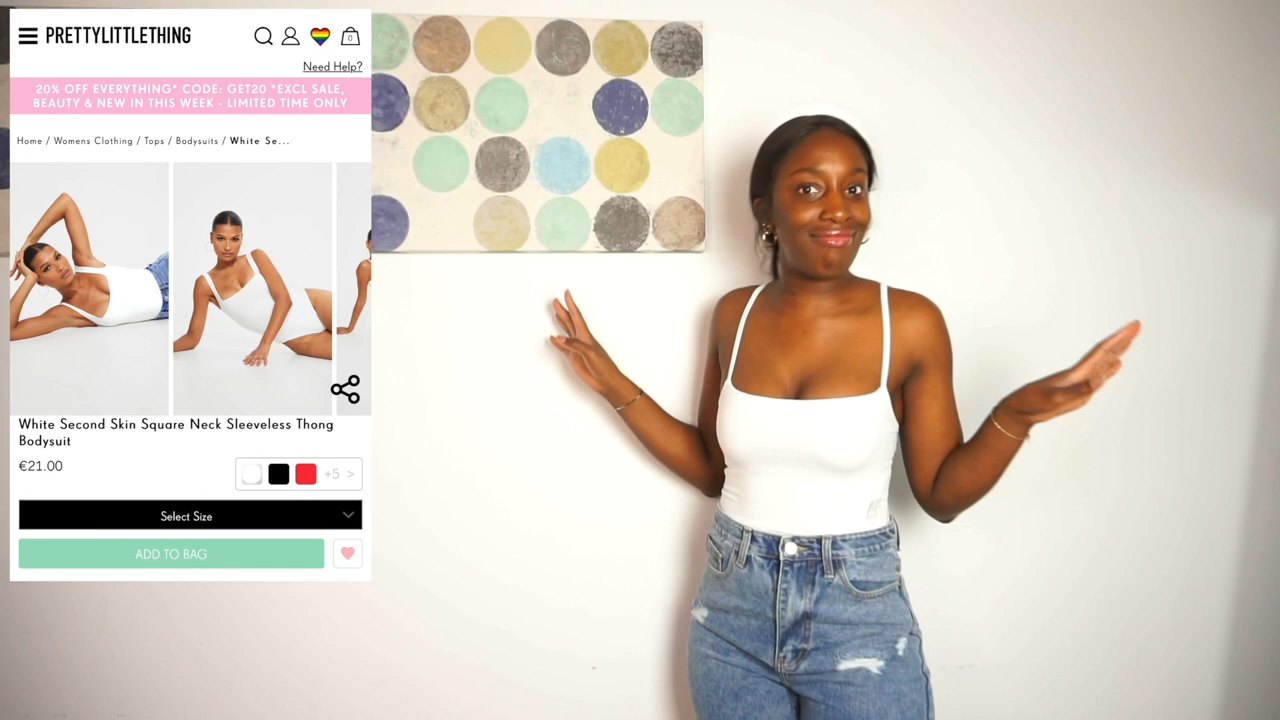 PRETTYLITTLETHING
0
Need Help?
20% OFF EVERYTHING* CODE: GET20 *EXCL SALE,
BEAUTY & NEW IN THIS WEEK - LIMITED TIME ONLY
Home / Womens Clothing / Tops / Bodysuits / White Se...
White Second Skin Square Neck Sleeveless Thong
Bodysuit
€21.00
+5 >
Select Size
ADD TO BAG